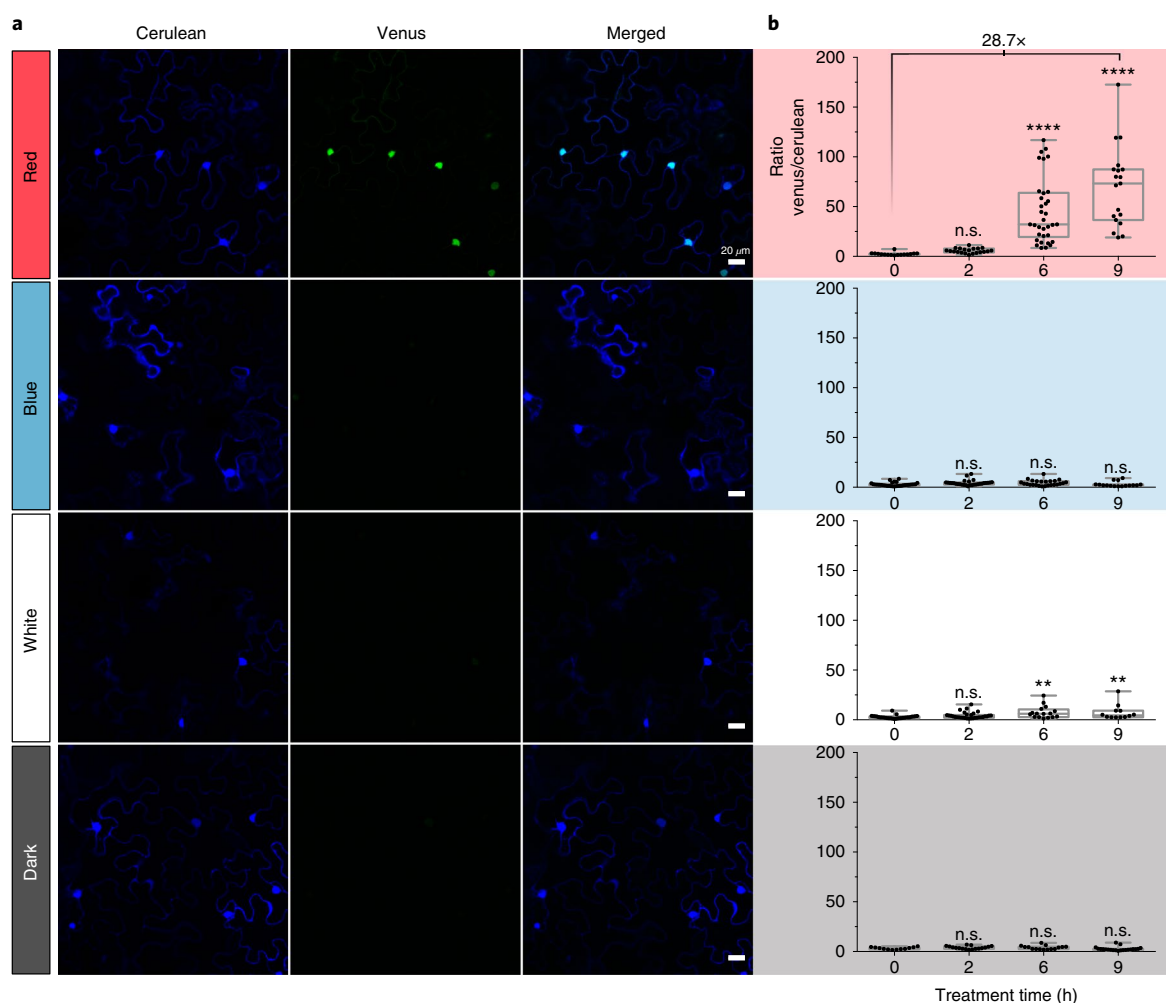 a
Cerulean
Venus
Merged
b
Red
20 µm
28.7×
Ratio
venus/cerulean
200
150
100
50
0
n.s.
****
****
0 2 6 9
Blue
200
150
100
50
0
n.s.
n.s.
n.s.
0 2 6 9
White
200
150
100
50
0
n.s.
**
**
0 2 6 9
Dark
200
150
100
50
0
n.s.
n.s.
n.s.
0 2 6 9
Treatment time (h)